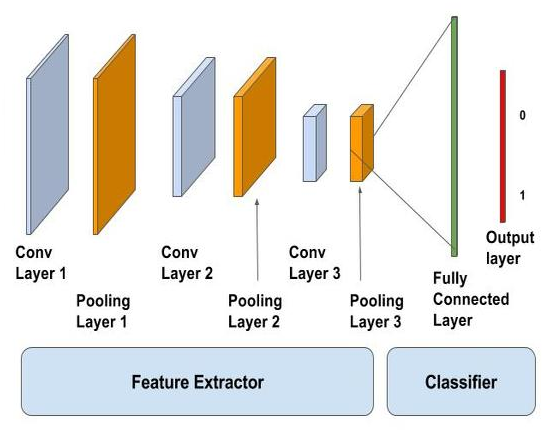 0
1
Conv
Layer 1
Pooling
Layer 1
Conv
Layer 2
Pooling
Layer 2
Conv
Layer 3
Pooling
Layer 3
Fully
Connected
Layer
Output
layer
Feature Extractor
Classifier